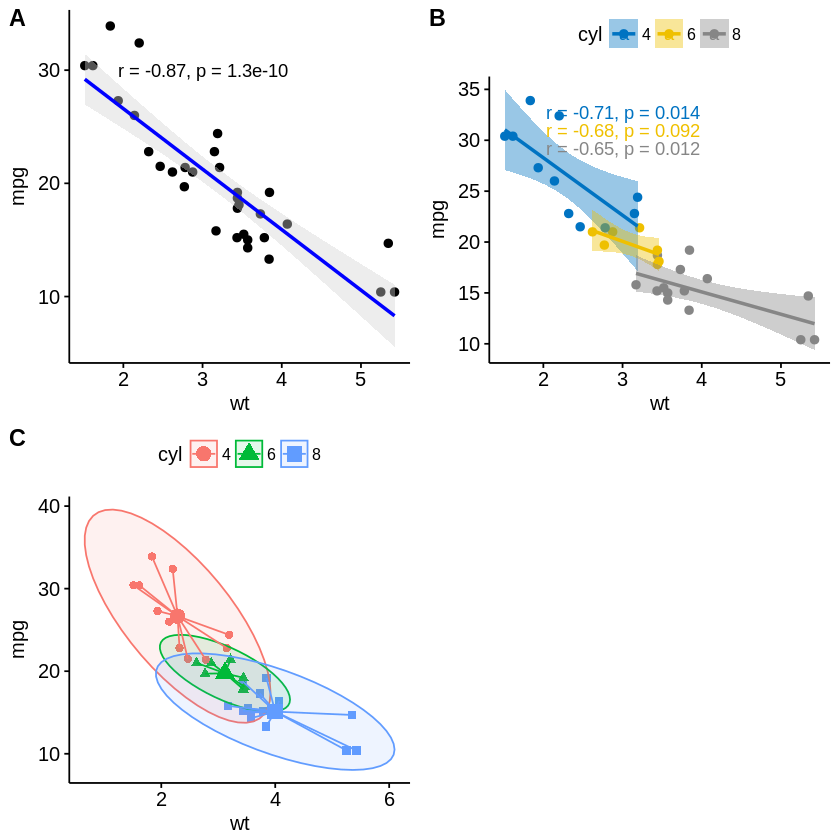 A
r = -0.87, p = 1.3e-10
30
20
10
mpg
2 3 4 5
wt
B
cyl 4 6 8
r = -0.71, p = 0.014
r = -0.68, p = 0.092
r = -0.65, p = 0.012
35
30
25
20
15
10
mpg
2 3 4 5
wt
C
cyl 4 6 8
40
30
20
10
mpg
2 4 6
wt